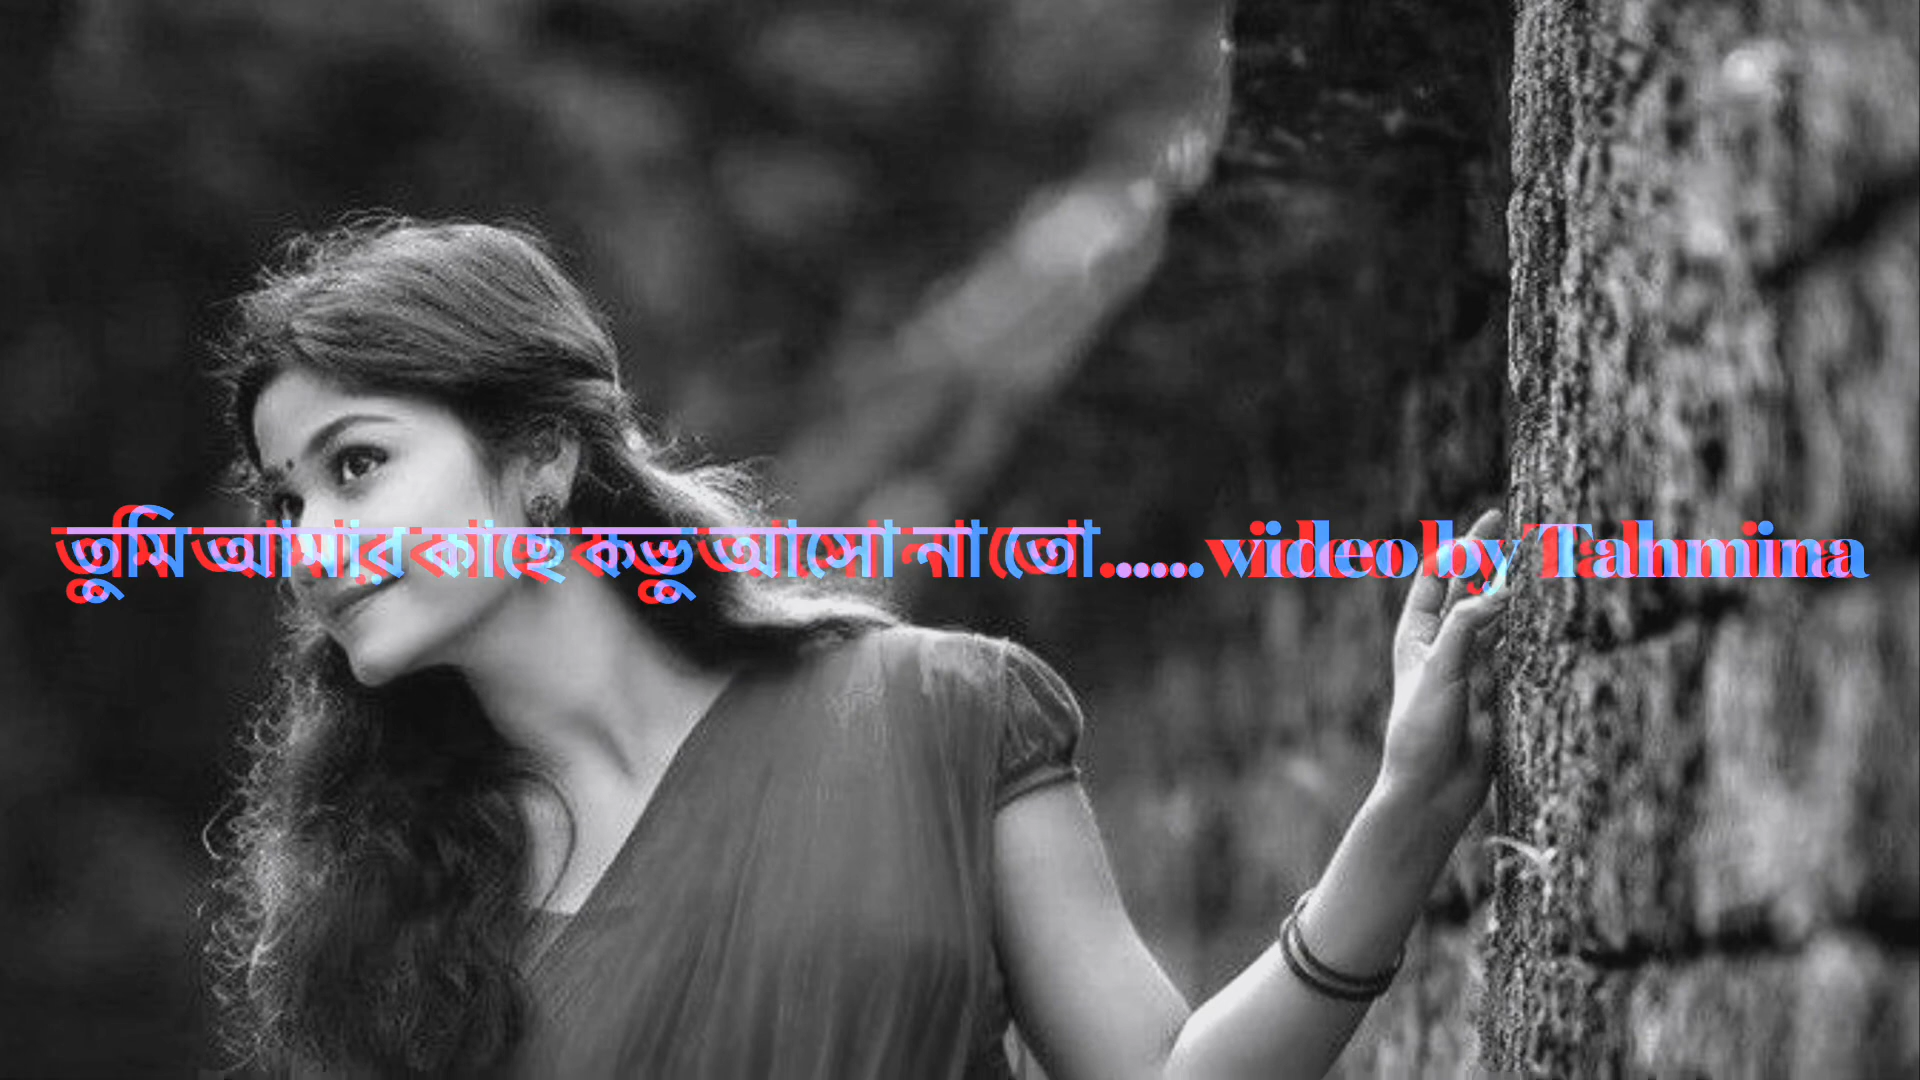 তুমি আমার কাছে কভু আসো না তো.....video by Tahmina